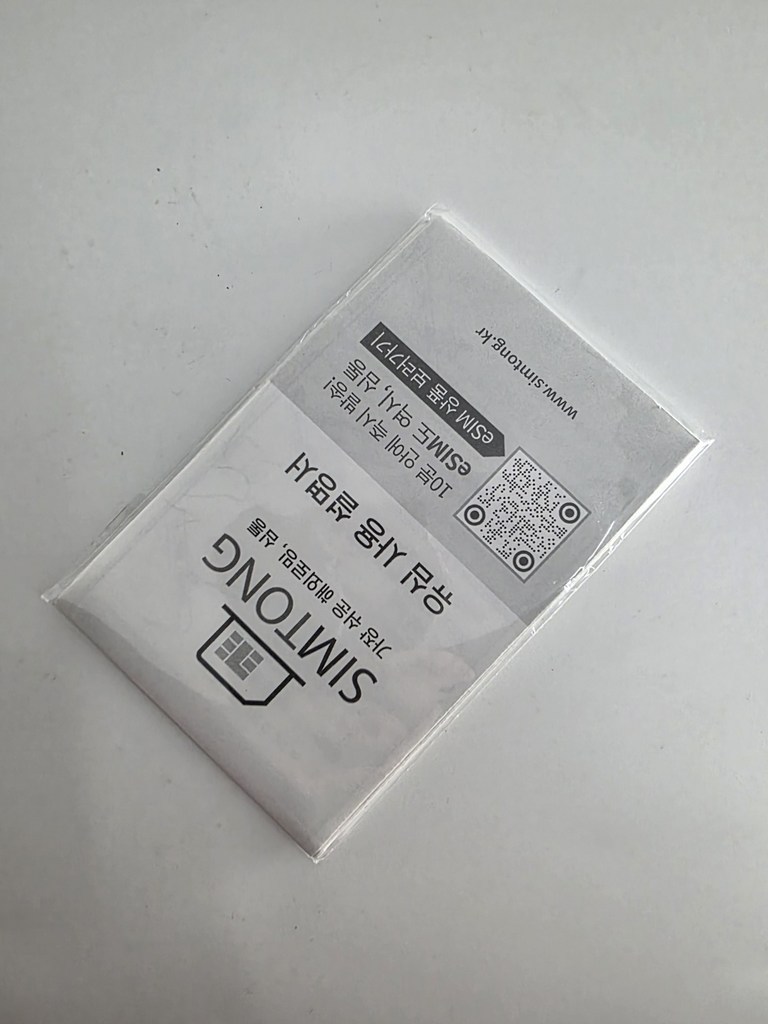 SIMTONG
가장 쉬운 해외로밍, 심통
유심 사용 설명서
10분 안에 즉시 발송!
eSIM도 역시, 심통
eSIM 상품 보러가기
www.simtong.kr